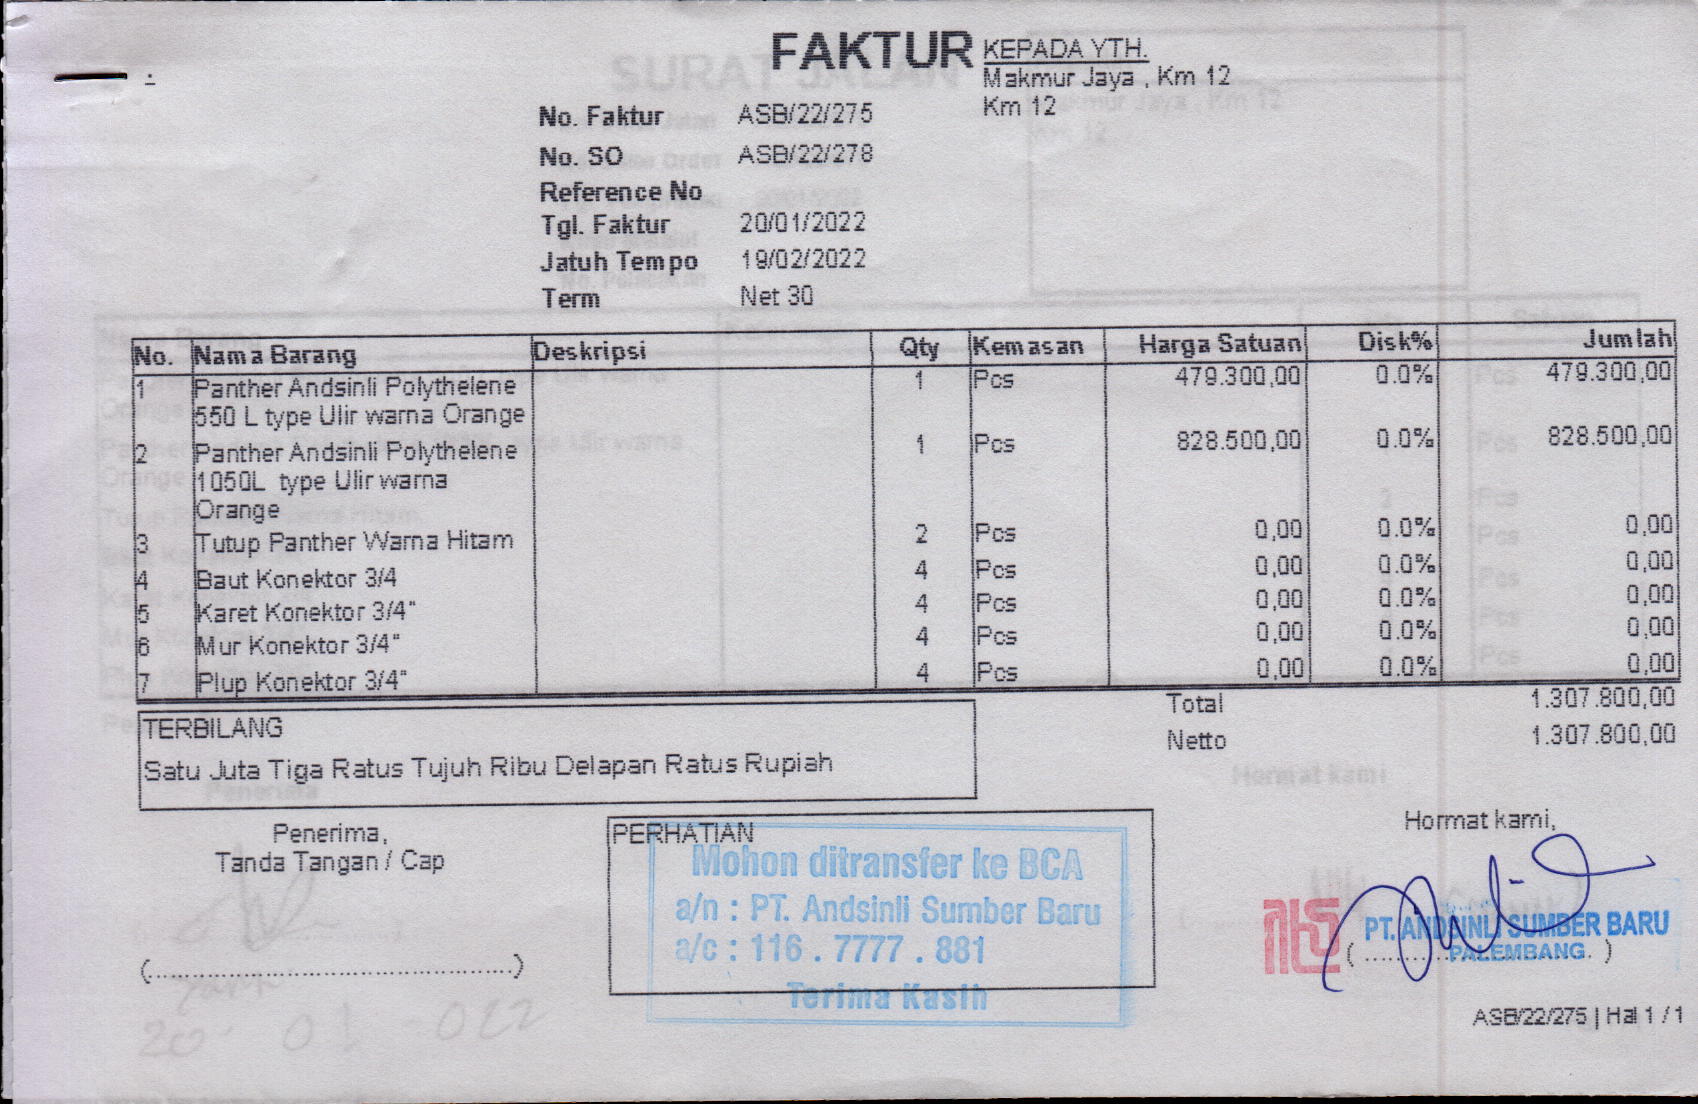 FAKTUR
KEPADA YTH.
Makmur Jaya , Km 12
Km 12
No. Faktur ASB/22/275
No. SO ASB/22/278
Reference No
Tgl. Faktur 20/01/2022
Jatuh Tempo 19/02/2022
Term Net 30
No. Nama Barang Deskripsi Qty Kemasan Harga Satuan Disk% Jumlah
1 Panther Andsinli Polythelene 1 Pcs 479.300,00 0.0% 479.300,00
550 L type Ulir warna Orange
2 Panther Andsinli Polythelene 1 Pcs 828.500,00 0.0% 828.500,00
1050L type Ulir warna
Orange
3 Tutup Panther Warna Hitam 2 Pcs 0,00 0.0% 0,00
4 Baut Konektor 3/4 4 Pcs 0,00 0.0% 0,00
5 Karet Konektor 3/4" 4 Pcs 0,00 0.0% 0,00
6 Mur Konektor 3/4" 4 Pcs 0,00 0.0% 0,00
7 Plup Konektor 3/4" 4 Pcs 0,00 0.0% 0,00
Total 1.307.800,00
Netto 1.307.800,00
TERBILANG
Satu Juta Tiga Ratus Tujuh Ribu Delapan Ratus Rupiah
Penerima,
Tanda Tangan / Cap
(................................................)
PERHATIAN
Mohon ditransfer ke BCA
a/n : PT. Andsinli Sumber Baru
a/c : 116 . 7777 . 881
Terima Kasih
Hormat kami,
PT. ANDSINLI SUMBER BARU
PALEMBANG
ASB/22/275 | Hal 1 / 1